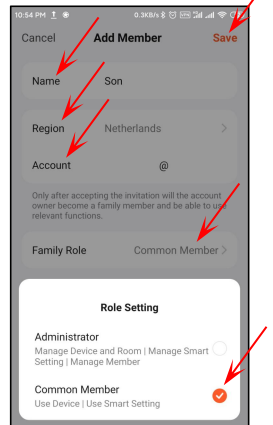 10:54 PM
0.3KB/s
Cancel Add Member Save
Name Son
Region Netherlands >
Account @
Only after accepting the invitation will the account
owner become a family member and be able to use
relevant functions.
Family Role Common Member >
Role Setting
Administrator
Manage Device and Room | Manage Smart
Setting | Manage Member
Common Member
Use Device | Use Smart Setting